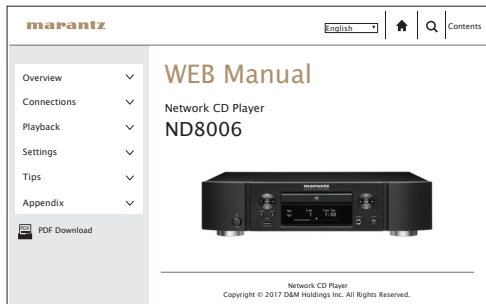 marantz
English
Contents
Overview
Connections
Playback
Settings
Tips
Appendix
PDF
PDF Download
WEB Manual
Network CD Player
ND8006
marantz
Network CD Player
Copyright © 2017 D&M Holdings Inc. All Rights Reserved.